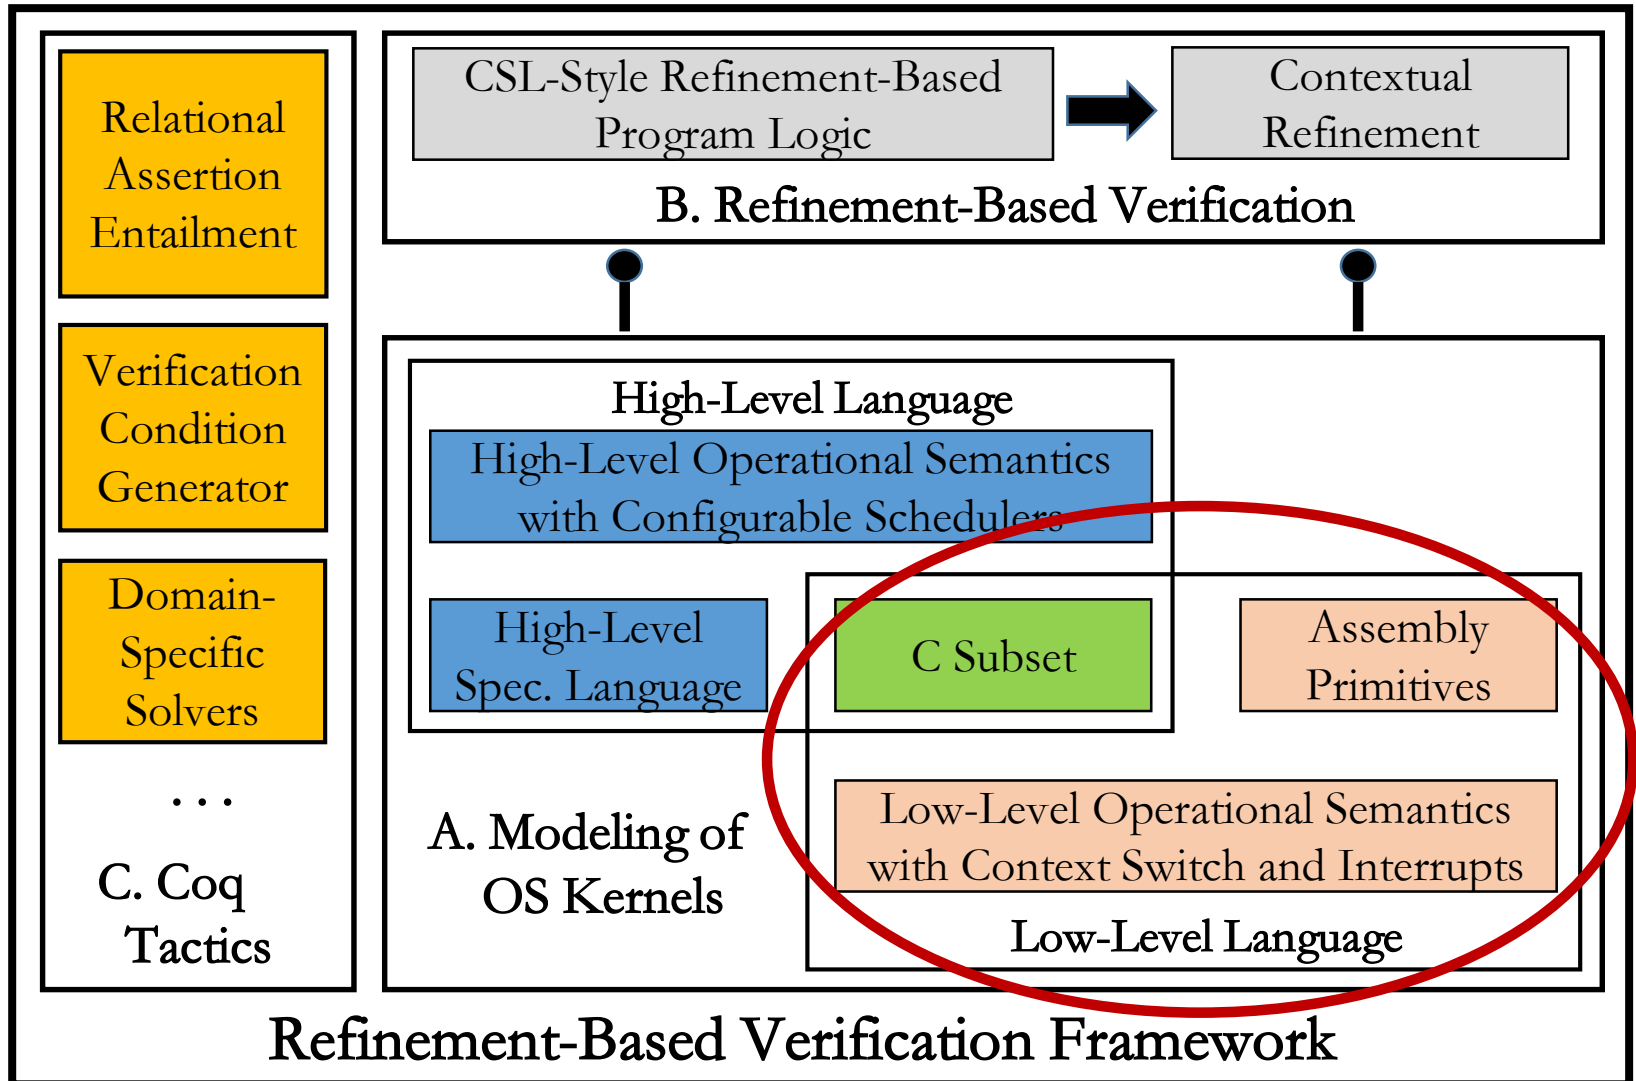 Relational
Assertion
Entailment
Verification
Condition
Generator
Domain-
Specific
Solvers
...
C. Coq
Tactics
CSL-Style Refinement-Based
Program Logic
Contextual
Refinement
B. Refinement-Based Verification
High-Level Language
High-Level Operational Semantics
with Configurable Schedulers
High-Level
Spec. Language
C Subset
Assembly
Primitives
Low-Level Operational Semantics
with Context Switch and Interrupts
Low-Level Language
A. Modeling of
OS Kernels
Refinement-Based Verification Framework